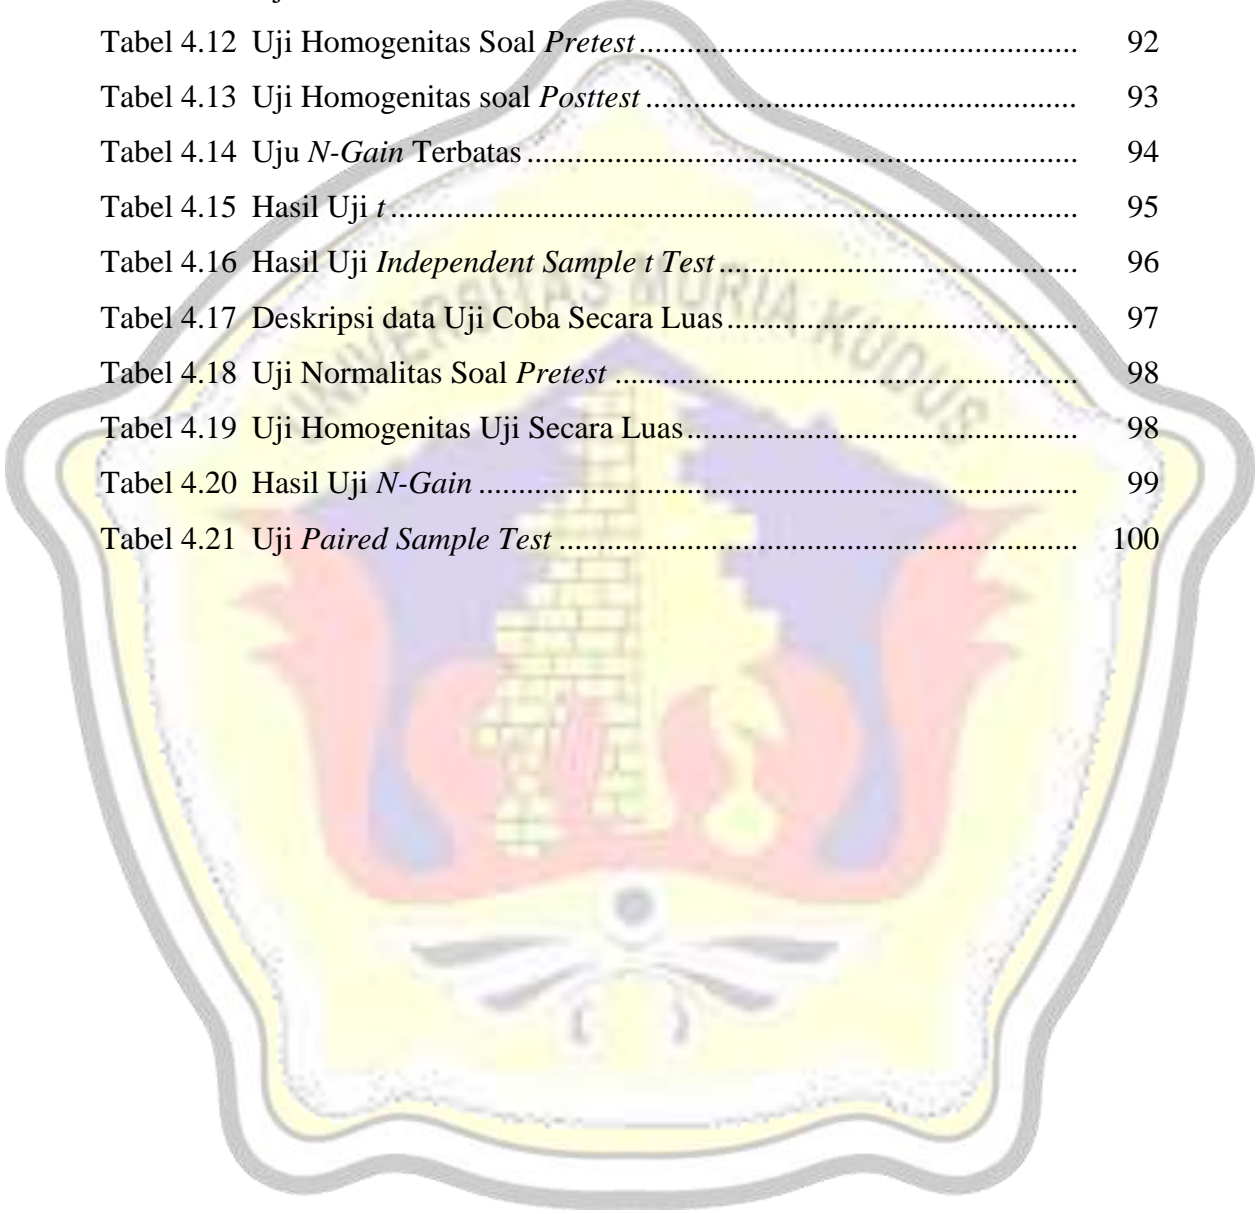 Tabel 4.12 Uji Homogenitas Soal Pretest..................................................... 92
Tabel 4.13 Uji Homogenitas soal Posttest.................................................... 93
Tabel 4.14 Uju N-Gain Terbatas.................................................................. 94
Tabel 4.15 Hasil Uji t................................................................................... 95
Tabel 4.16 Hasil Uji Independent Sample t Test........................................... 96
Tabel 4.17 Deskripsi data Uji Coba Secara Luas.......................................... 97
Tabel 4.18 Uji Normalitas Soal Pretest........................................................ 98
Tabel 4.19 Uji Homogenitas Uji Secara Luas............................................... 98
Tabel 4.20 Hasil Uji N-Gain........................................................................ 99
Tabel 4.21 Uji Paired Sample Test............................................................... 100
UNIVERSITAS MURIA KUDUS